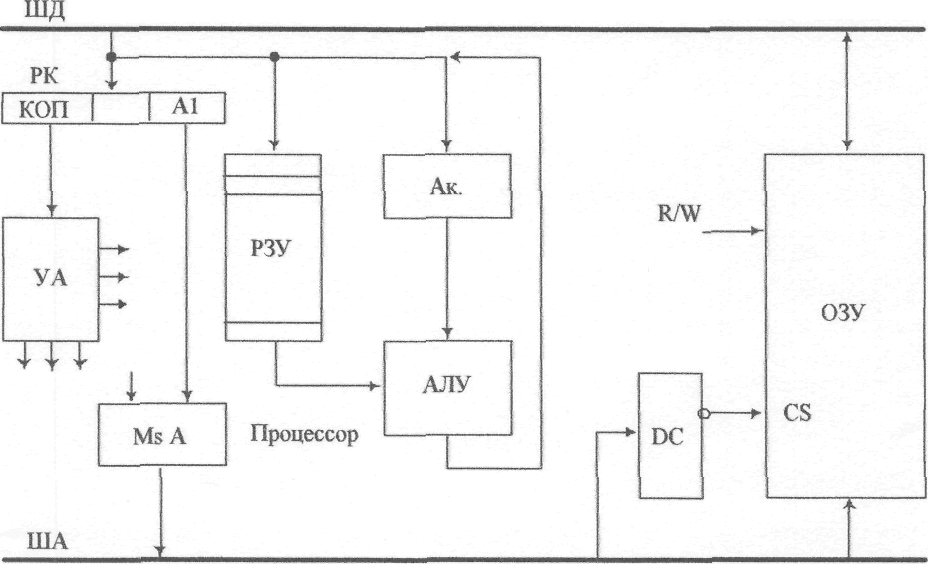 ШД
РК
КОП
А1
Ак.
R/W
РЗУ
УА
ОЗУ
АЛУ
CS
Ms A
Процессор
DC
ША